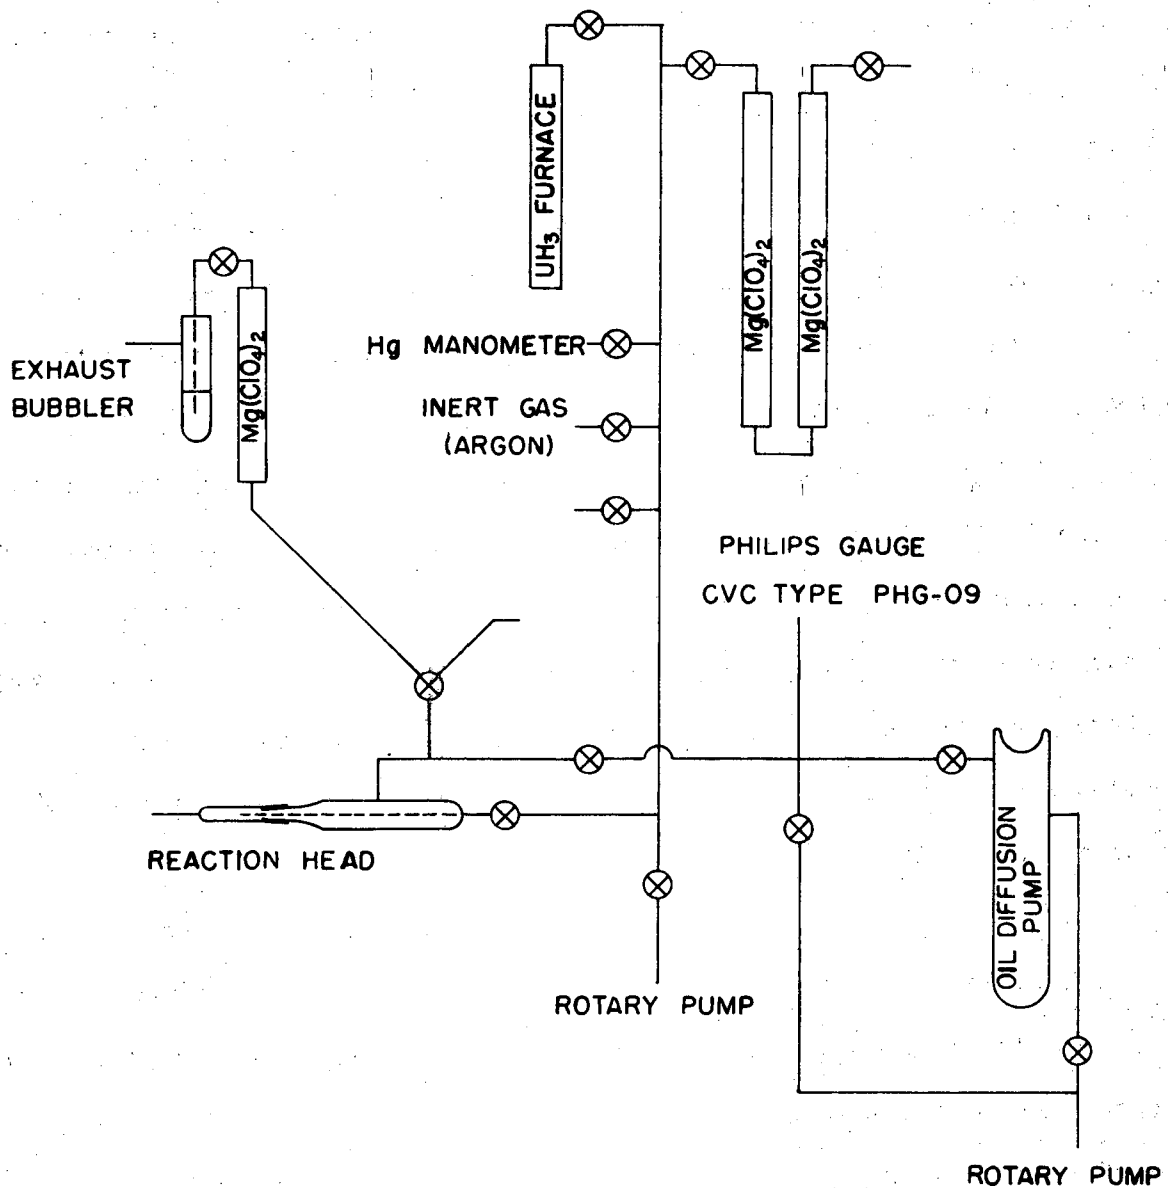 UH3 FURNACE
Mg(ClO4)2
Mg(ClO4)2
Mg(ClO4)2
Hg MANOMETER
EXHAUST
BUBBLER
INERT GAS
(ARGON)
PHILIPS GAUGE
CVC TYPE PHG-09
REACTION HEAD
OIL DIFFUSION
PUMP
ROTARY PUMP
ROTARY PUMP